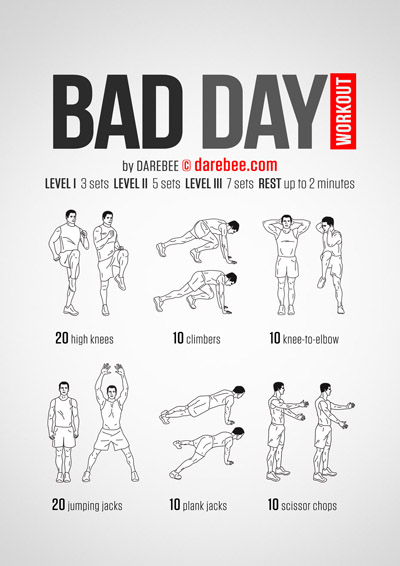 BAD DAY WORKOUT
by DAREBEE © darebee.com
LEVEL I 3 sets LEVEL II 5 sets LEVEL III 7 sets REST up to 2 minutes
20 high knees
10 climbers
10 knee-to-elbow
20 jumping jacks
10 plank jacks
10 scissor chops